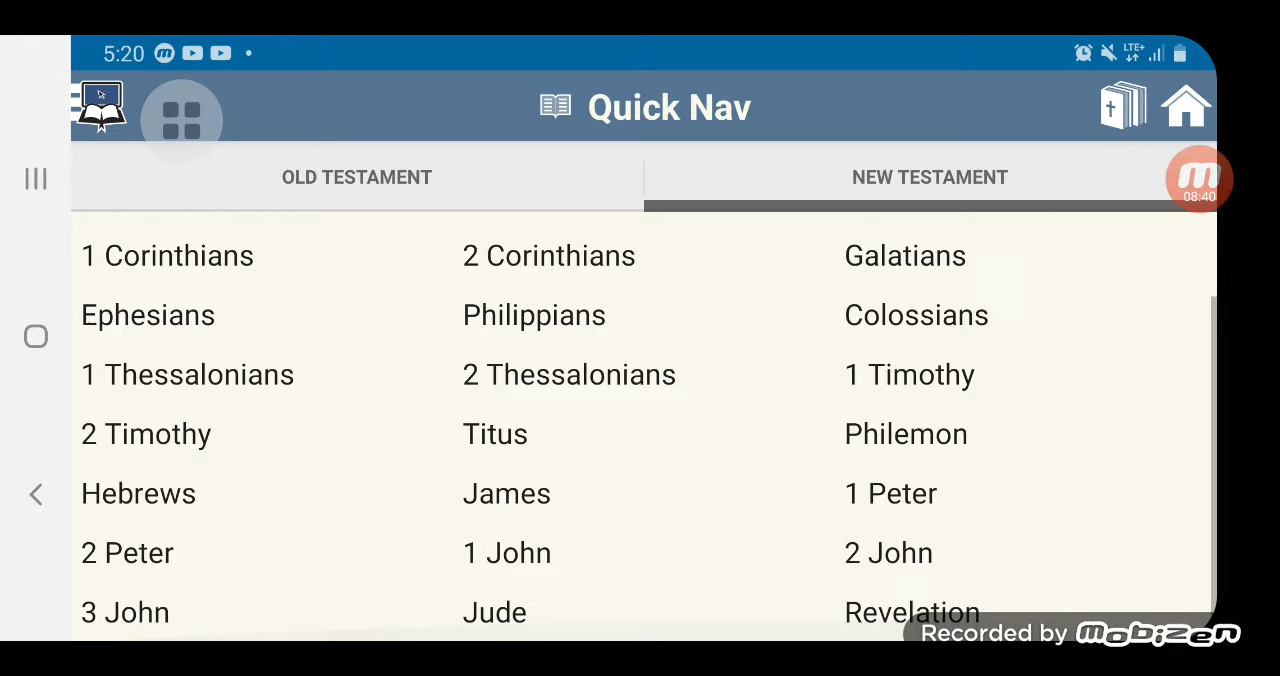 5:20
LTE+
Quick Nav
OLD TESTAMENT
NEW TESTAMENT
08:40
1 Corinthians
2 Corinthians
Galatians
Ephesians
Philippians
Colossians
1 Thessalonians
2 Thessalonians
1 Timothy
2 Timothy
Titus
Philemon
Hebrews
James
1 Peter
2 Peter
1 John
2 John
3 John
Jude
Revelation
Recorded by mobizen